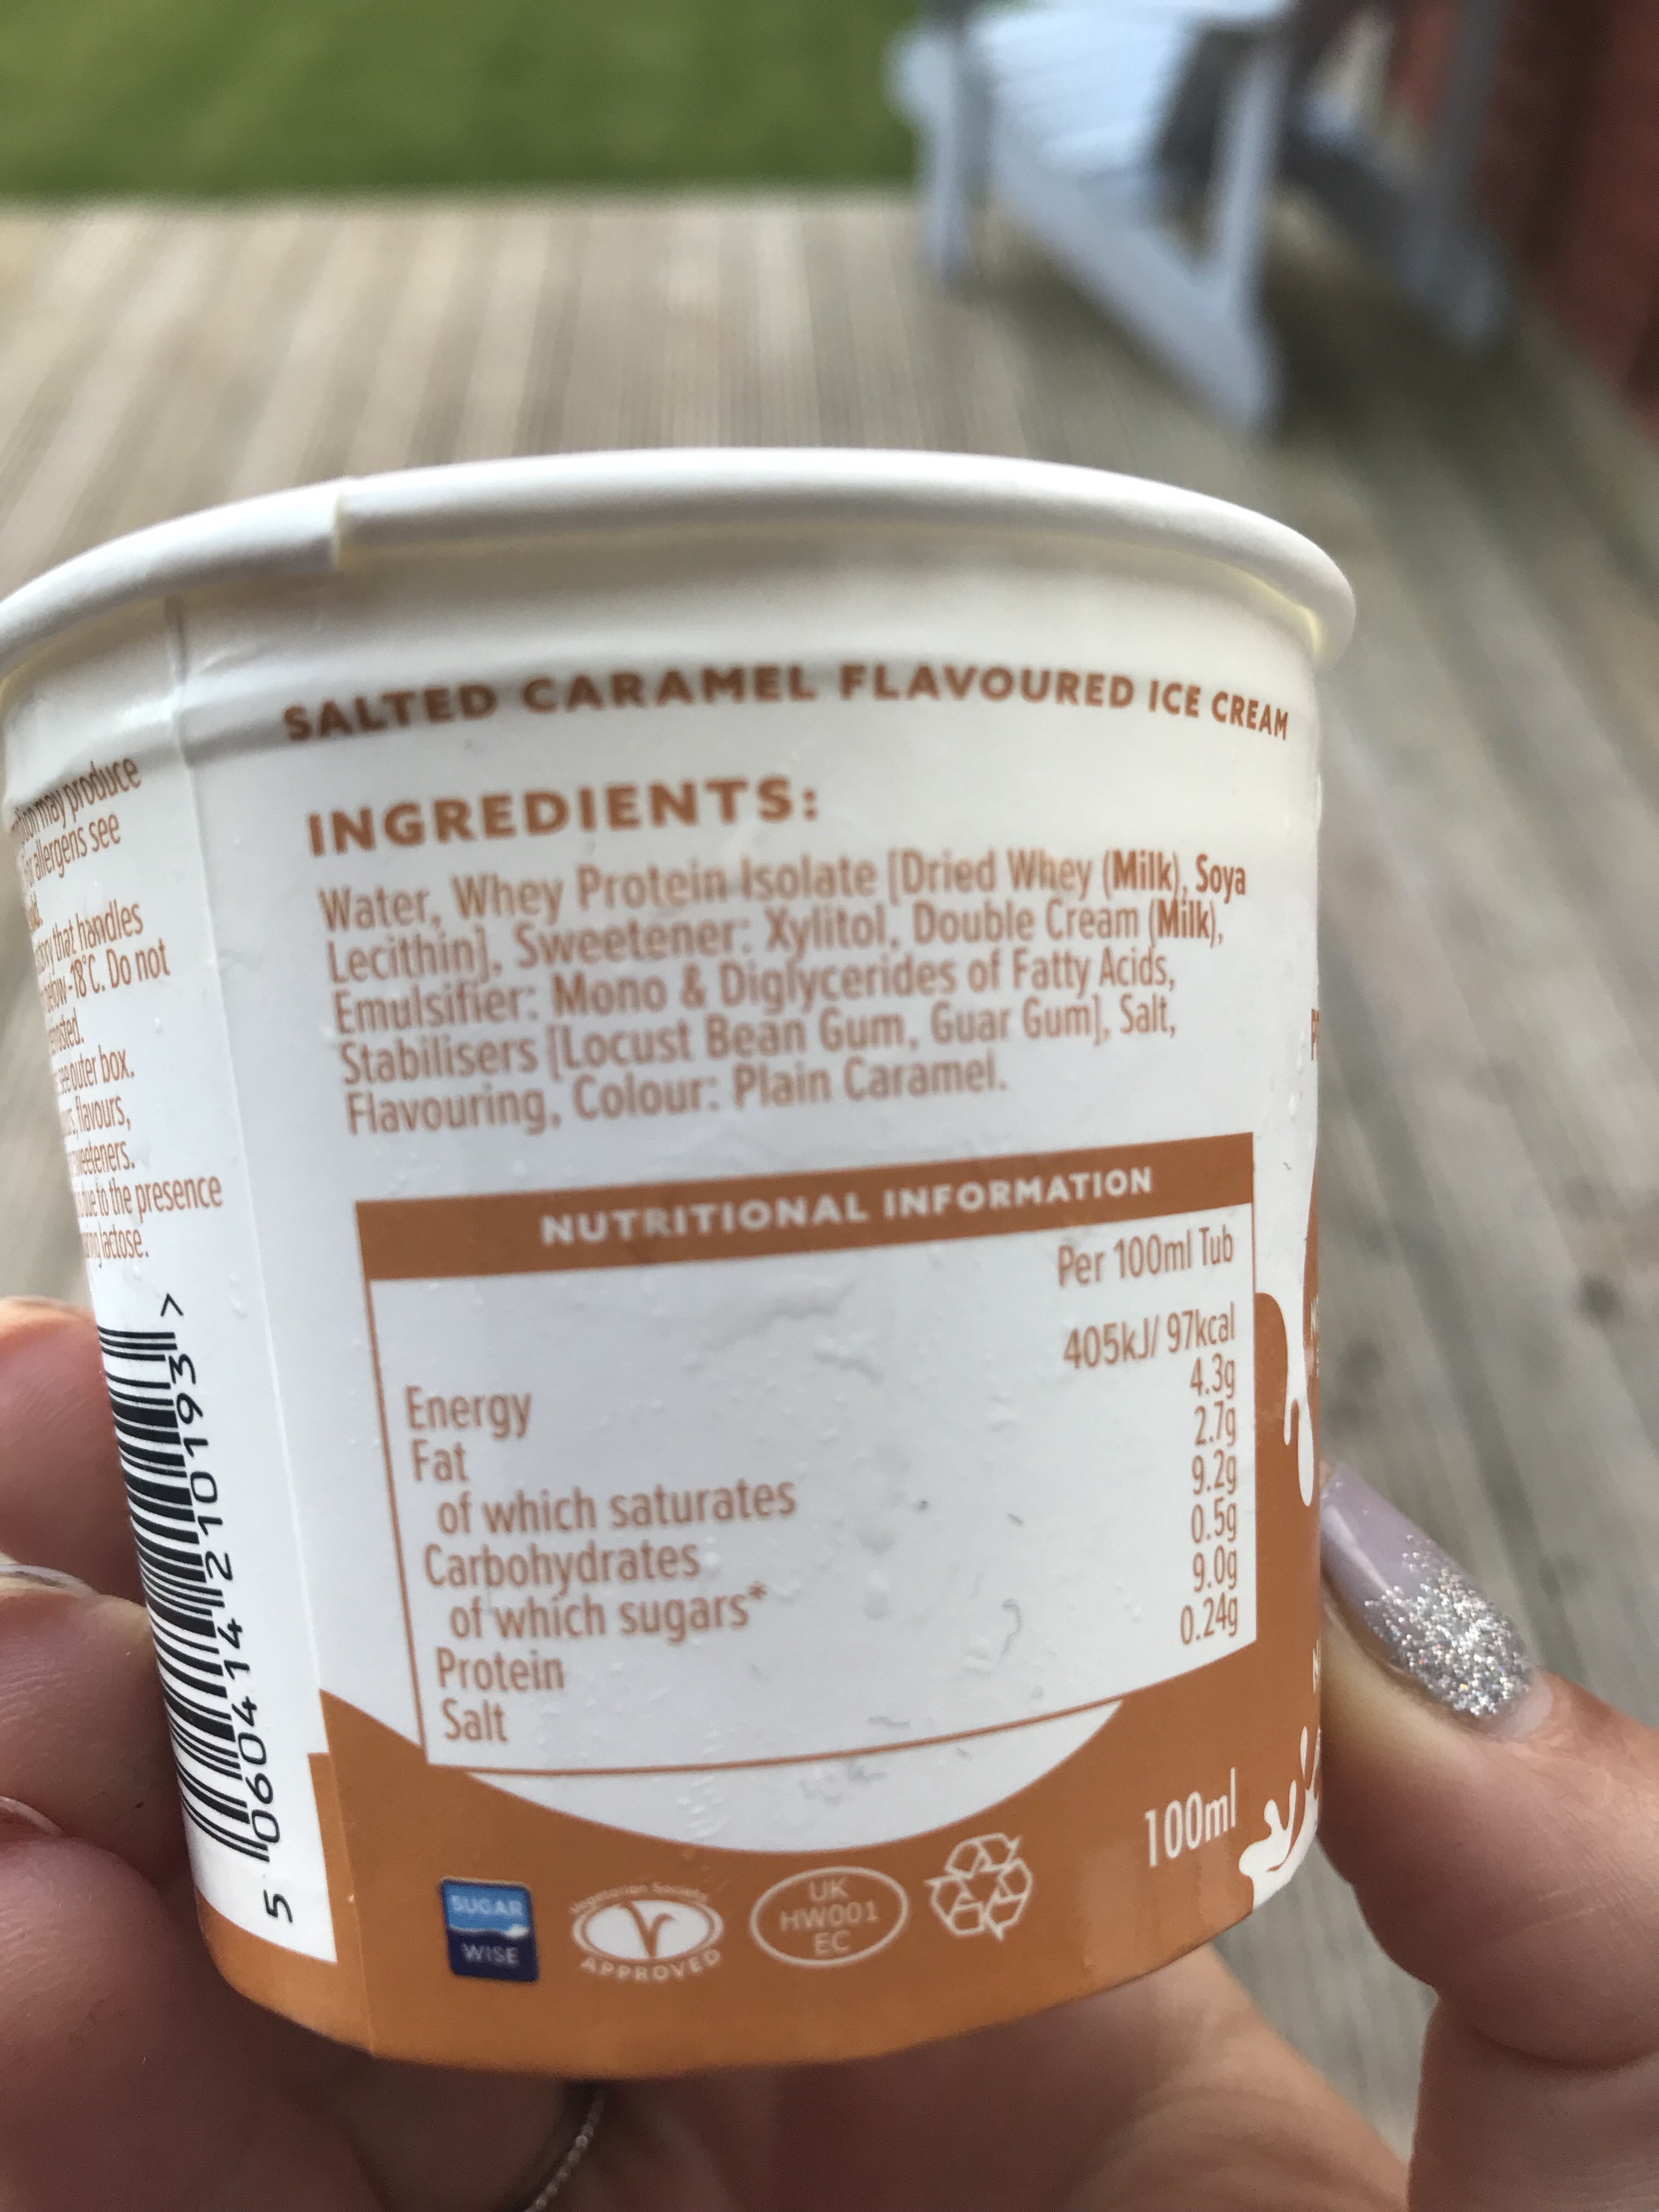 SALTED CARAMEL FLAVOURED ICE CREAM
INGREDIENTS:
Water, Whey Protein Isolate [Dried Whey (Milk), Soya
Lecithin], Sweetener: Xylitol, Double Cream (Milk),
Emulsifier: Mono & Diglycerides of Fatty Acids,
Stabilisers [Locust Bean Gum, Guar Gum], Salt,
Flavouring, Colour: Plain Caramel.
NUTRITIONAL INFORMATION
Per 100ml Tub
Energy 405kJ/ 97kcal
Fat 4.3g
of which saturates 2.7g
Carbohydrates 9.2g
of which sugars* 0.5g
Protein 9.0g
Salt 0.24g
100ml
SUGAR
WISE
Vegetarian Society
APPROVED
UK
HW001
EC
may produce
For allergens see
that handles
below -18°C. Do not
see outer box.
flavours,
sweeteners.
due to the presence
lactose.
5 060414 210193 >